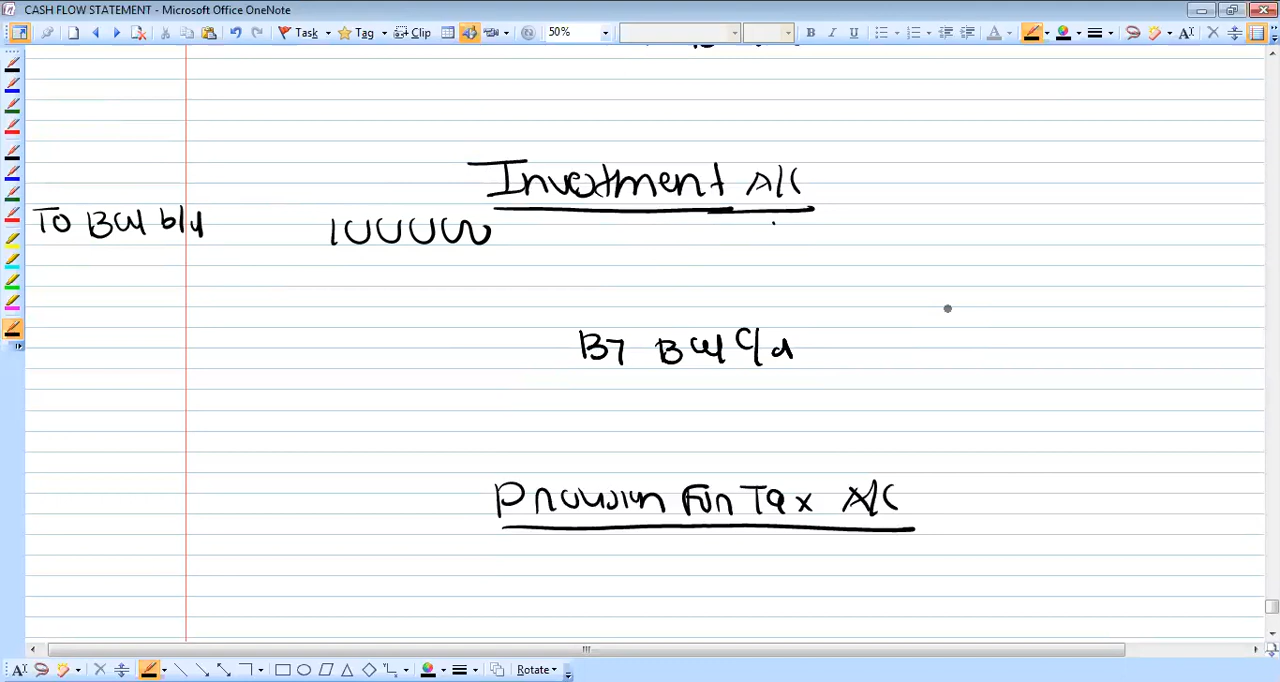 CASH FLOW STATEMENT - Microsoft Office OneNote
Task Tag Clip 50% B I U
Investment A/C
To Bal b/d
By Bal c/d
Provision For Tax A/C
Rotate